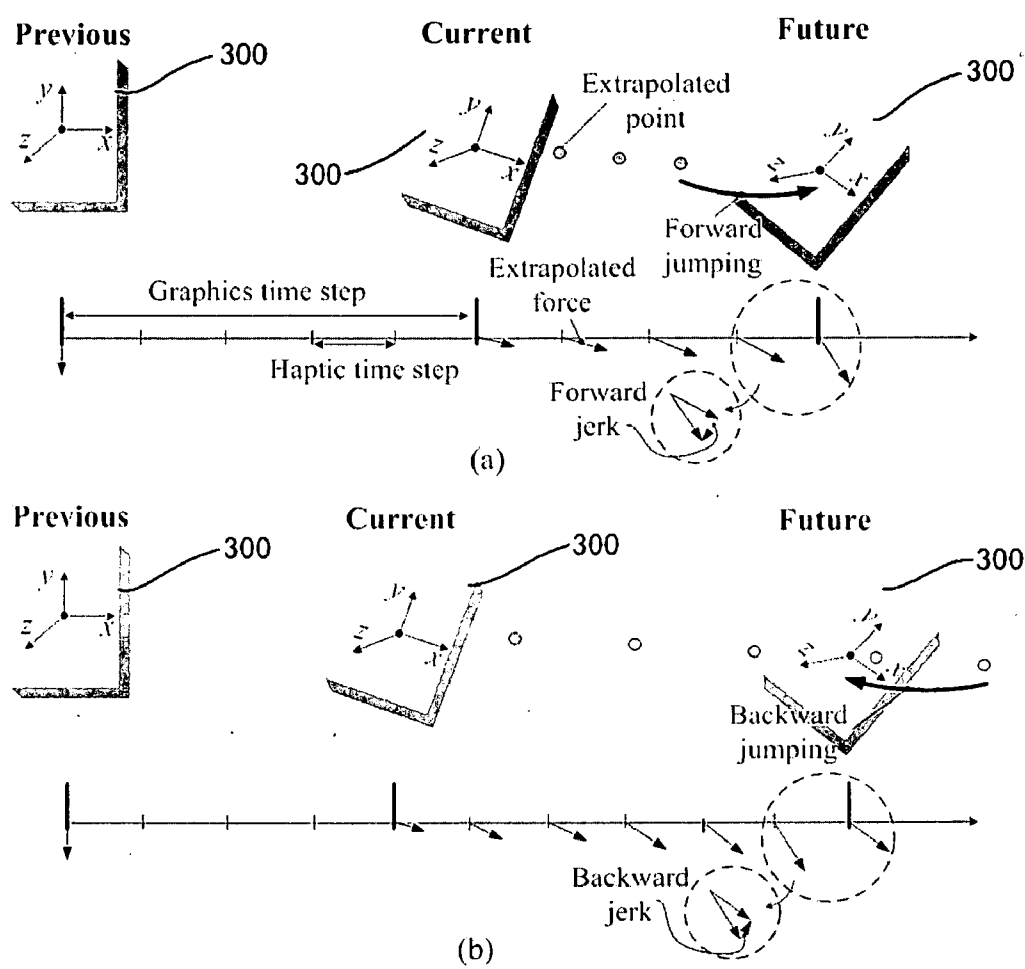 Previous
Current
Future
300
300
300
y
z
x
y
z
x
y
z
x
Extrapolated
point
Forward
jumping
Extrapolated
force
Graphics time step
Haptic time step
Forward
jerk
(a)
Previous
Current
Future
300
300
300
y
z
x
y
z
x
y
z
x
Backward
jumping
Backward
jerk
(b)